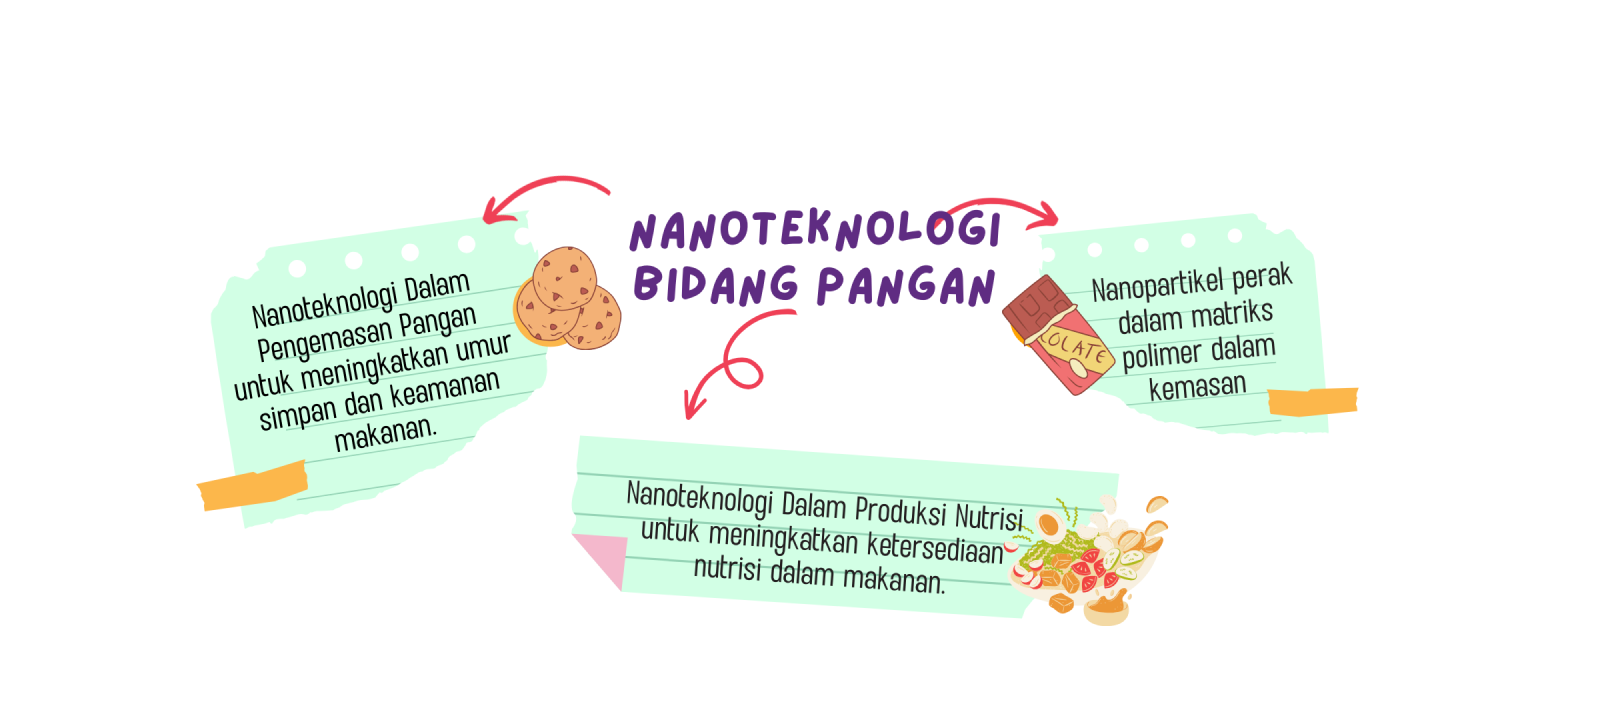 NANOTEKNOLOGI
BIDANG PANGAN
Nanoteknologi Dalam
Pengemasan Pangan
untuk meningkatkan umur
simpan dan keamanan
makanan.
Nanopartikel perak
dalam matriks
polimer dalam
kemasan
COLATE
Nanoteknologi Dalam Produksi Nutrisi
untuk meningkatkan ketersediaan
nutrisi dalam makanan.